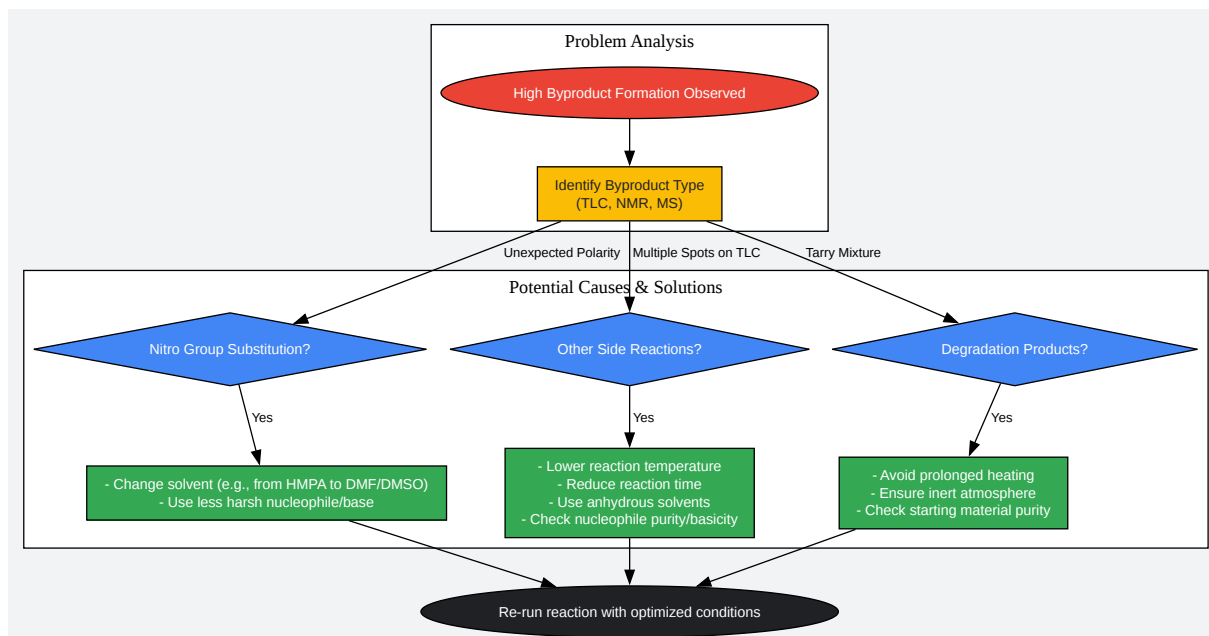 Problem Analysis
High Byproduct Formation Observed
Identify Byproduct Type
(TLC, NMR, MS)
Unexpected Polarity
Multiple Spots on TLC
Tarry Mixture
Potential Causes & Solutions
Nitro Group Substitution?
Other Side Reactions?
Degradation Products?
Yes
Yes
Yes
- Change solvent (e.g., from HMPA to DMF/DMSO)
- Use less harsh nucleophile/base
- Lower reaction temperature
- Reduce reaction time
- Use anhydrous solvents
- Check nucleophile purity/basicity
- Avoid prolonged heating
- Ensure inert atmosphere
- Check starting material purity
Re-run reaction with optimized conditions